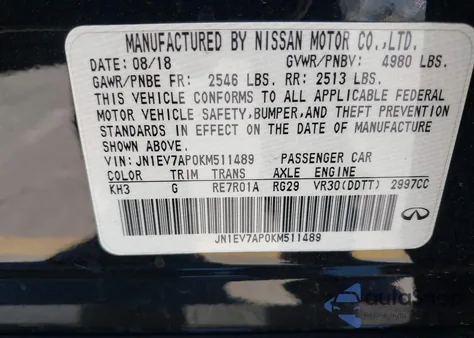 MANUFACTURED BY NISSAN MOTOR CO.,LTD.
DATE: 08/18 GVWR/PNBV: 4980 LBS.
GAWR/PNBE FR: 2546 LBS. RR: 2513 LBS.
THIS VEHICLE CONFORMS TO ALL APPLICABLE FEDERAL
MOTOR VEHICLE SAFETY,BUMPER,AND THEFT PREVENTION
STANDARDS IN EFFECT ON THE DATE OF MANUFACTURE
SHOWN ABOVE.
VIN: JN1EV7AP0KM511489 PASSENGER CAR
COLOR TRIM TRANS AXLE ENGINE
KH3 G RE7R01A RG29 VR30(DDTT) 2997CC
JN1EV7AP0KM511489
INFINITI